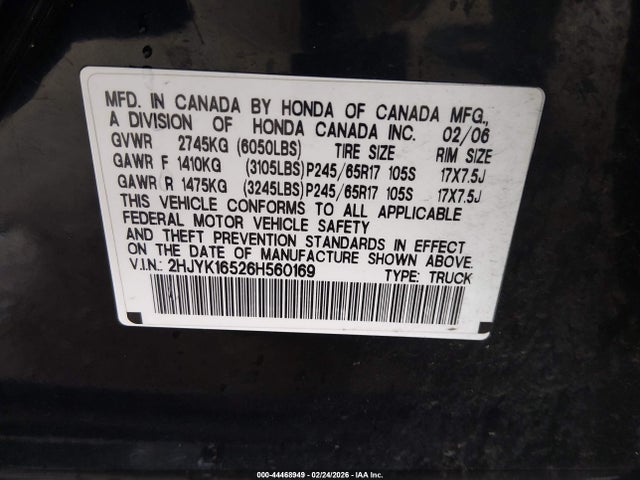 MFD. IN CANADA BY HONDA OF CANADA MFG.,
A DIVISION OF HONDA CANADA INC. 02/06
GVWR 2745KG (6050LBS) TIRE SIZE RIM SIZE
GAWR F 1410KG (3105LBS) P245/65R17 105S 17X7.5J
GAWR R 1475KG (3245LBS) P245/65R17 105S 17X7.5J
THIS VEHICLE CONFORMS TO ALL APPLICABLE
FEDERAL MOTOR VEHICLE SAFETY
AND THEFT PREVENTION STANDARDS IN EFFECT
ON THE DATE OF MANUFACTURE SHOWN ABOVE.
V.I.N.: 2HJYK16526H560169 TYPE: TRUCK
000-44468949 - 02/24/2026 - IAA Inc.